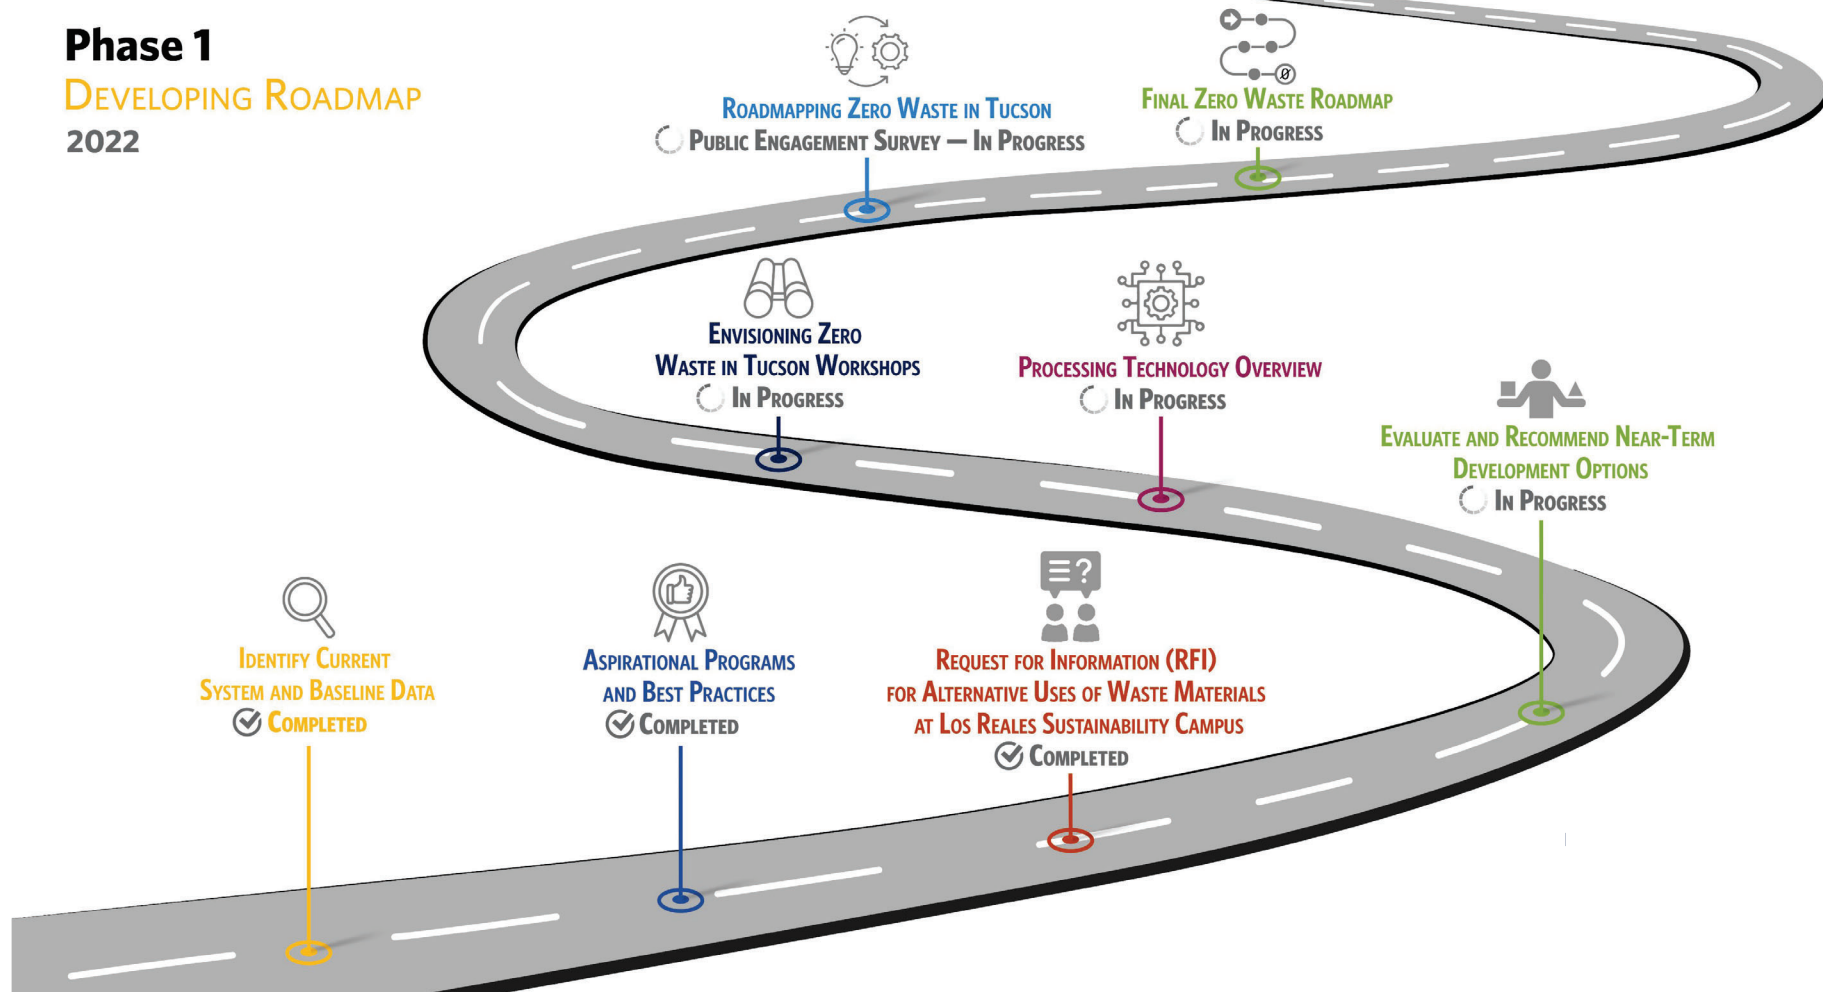 Phase 1
Developing Roadmap
2022
Roadmapping Zero Waste in Tucson
Public Engagement Survey — In Progress
Final Zero Waste Roadmap
In Progress
Envisioning Zero
Waste in Tucson Workshops
In Progress
Processing Technology Overview
In Progress
Evaluate and Recommend Near-Term
Development Options
In Progress
Identify Current
System and Baseline Data
Completed
Aspirational Programs
and Best Practices
Completed
?
Request for Information (RFI)
for Alternative Uses of Waste Materials
at Los Reales Sustainability Campus
Completed